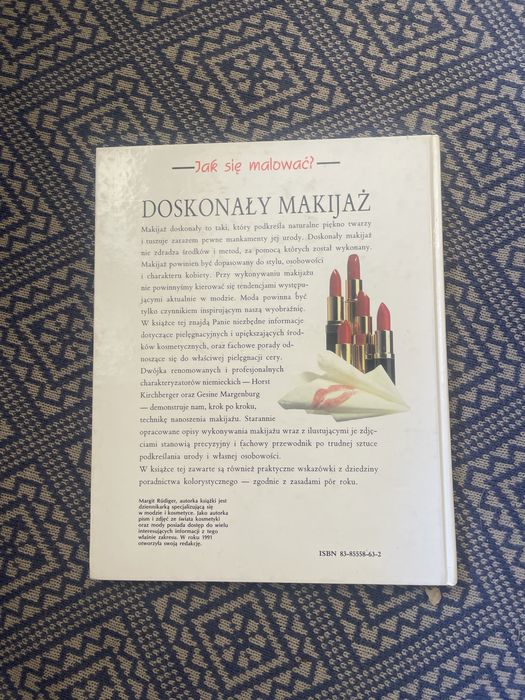 Jak się malować?
DOSKONAŁY MAKIJAŻ
Makijaż doskonały to taki, który podkreśla naturalne piękno twarzy
i tuszuje zarazem pewne mankamenty jej urody. Doskonały makijaż
nie zdradza środków i metod, za pomocą których został wykonany.
Makijaż powinien być dopasowany do stylu, osobowości
i charakteru kobiety. Przy wykonywaniu makijażu
nie powinniśmy kierować się tendencjami występu-
jącymi aktualnie w modzie. Moda powinna być
tylko czynnikiem inspirującym naszą wyobraźnię.
W książce tej znajdą Panie niezbędne informacje
dotyczące pielęgnacyjnych i upiększających środ-
ków kosmetycznych, oraz fachowe porady odno-
szące się do właściwej pielęgnacji cery.
Dwójka renomowanych i profesjonalnych
charakteryzatorów niemieckich — Horst
Kirchberger oraz Gesine Margenburg
— demonstruje nam, krok po kroku,
technikę nanoszenia makijażu. Starannie
opracowane opisy wykonywania makijażu wraz z ilustrującymi je zdję-
ciami stanowią precyzyjny i fachowy przewodnik po trudnej sztuce
podkreślania urody i własnej osobowości.
W książce tej zawarte są również praktyczne wskazówki z dziedziny
poradnictwa kolorystycznego — zgodnie z zasadami pór roku.
Margit Rüdiger, autorka książki jest
dziennikarką specjalizującą się
w modzie i kosmetyce. Jako autorka
pism i zdjęć ze świata kosmetyki
oraz mody posiada dostęp do wielu
interesujących informacji z tego
właśnie zakresu. W roku 1991
otworzyła swoją redakcję.
ISBN 83-85558-63-2